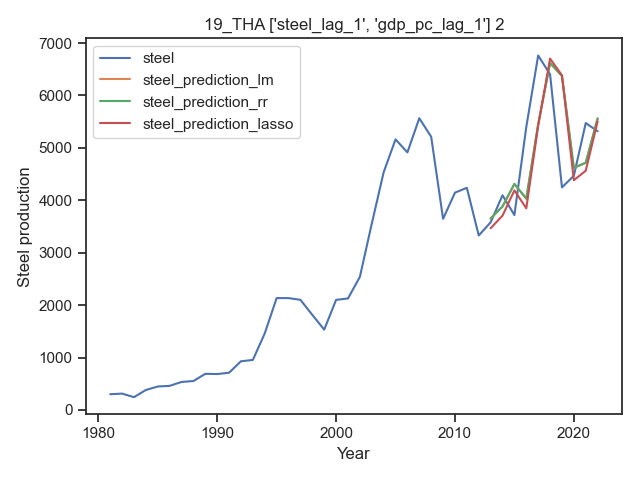 19_THA ['steel_lag_1', 'gdp_pc_lag_1'] 2
7000
6000
5000
4000
3000
2000
1000
0
Steel production
steel
steel_prediction_lm
steel_prediction_rr
steel_prediction_lasso
1980
1990
2000
2010
2020
Year